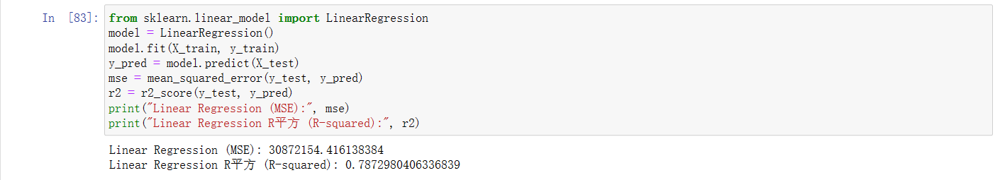 In [83]: from sklearn.linear_model import LinearRegression
model = LinearRegression()
model.fit(X_train, y_train)
y_pred = model.predict(X_test)
mse = mean_squared_error(y_test, y_pred)
r2 = r2_score(y_test, y_pred)
print("Linear Regression (MSE):", mse)
print("Linear Regression R平方 (R-squared):", r2)
Linear Regression (MSE): 30872154.416138384
Linear Regression R平方 (R-squared): 0.7872980406336839